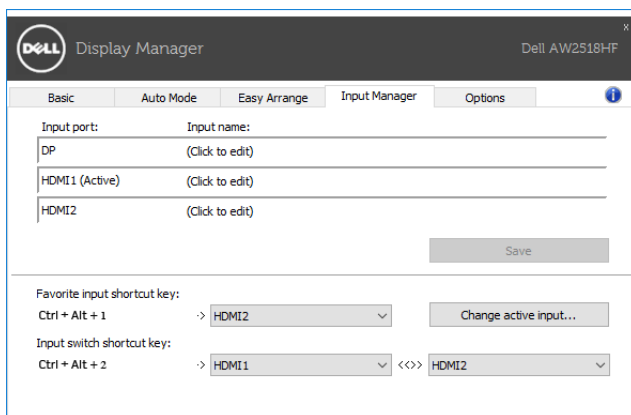 DELL Display Manager Dell AW2518HF x
Basic Auto Mode Easy Arrange Input Manager Options i
Input port: Input name:
DP (Click to edit)
HDMI1 (Active) (Click to edit)
HDMI2 (Click to edit)
Save
Favorite input shortcut key:
Ctrl + Alt + 1 -> HDMI2 Change active input...
Input switch shortcut key:
Ctrl + Alt + 2 -> HDMI1 <<>> HDMI2